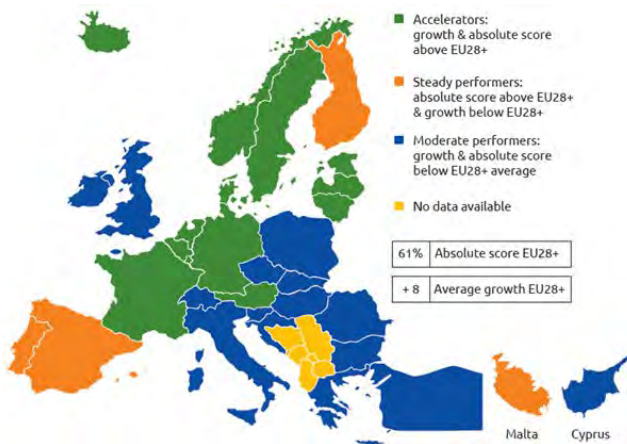 Accelerators:
growth & absolute score
above EU28+
Steady performers:
absolute score above EU28+
& growth below EU28+
Moderate performers:
growth & absolute score
below EU28+ average
No data available
61% Absolute score EU28+
+ 8 Average growth EU28+
Malta Cyprus